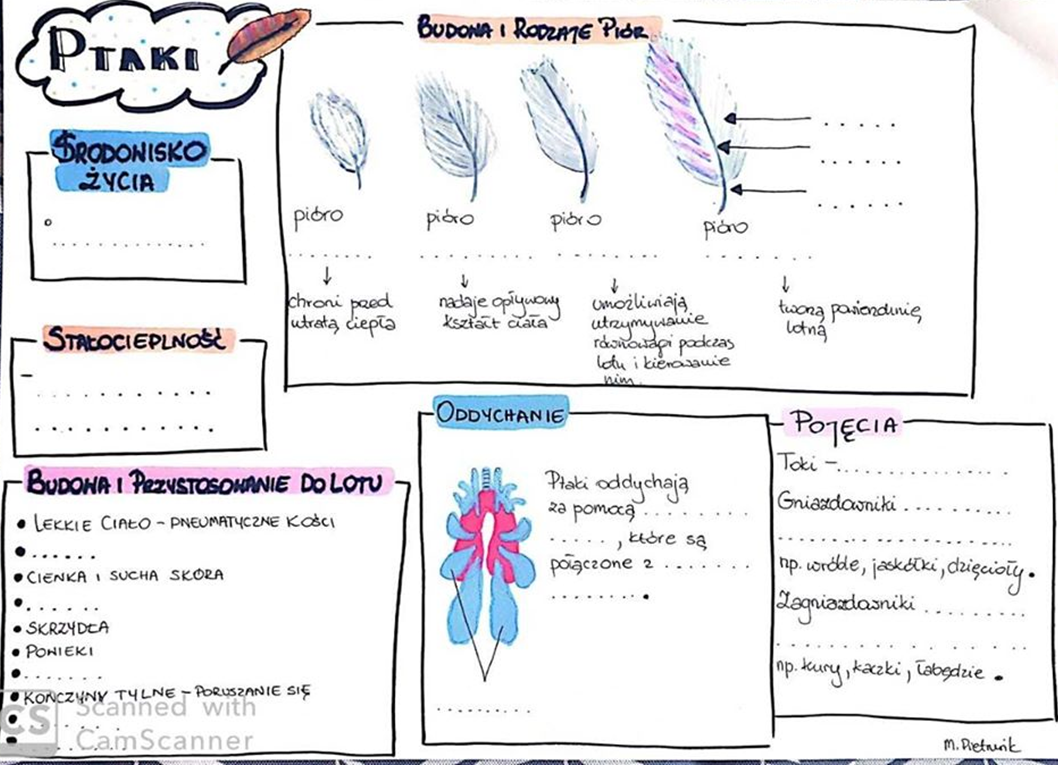 PTAKI
BUDOWA I RODZAJE PIÓR
pióro
pióro
pióro
pióro
chroni przed
utratą ciepła
nadaje opływowy
kształt ciała
umożliwiają
utrzymywanie
równowagi podczas
lotu i kierowanie
nim.
tworzą powierzchnię
lotną
ŚRODOWISKO
ŻYCIA
STAŁOCIEPLNOŚĆ
BUDOWA I PRZYSTOSOWANIE DO LOTU
• LEKKIE CIAŁO – PNEUMATYCZNE KOŚCI
• ......
• CIENKA I SUCHA SKÓRA
• .......
• SKRZYDŁA
• POWIEKI
• ........
• KOŃCZYNY TYLNE – PORUSZANIE SIĘ
ODDYCHANIE
Ptaki oddychają
za pomocą .........
......, które są
połączone z ........
......... .
POJĘCIA
Toki – ...............
Gniazdowniki ..........
....................
np. wróble, jaskółki, dzięcioły.
Zagniazdowniki ..........
....................
np. kury, kaczki, łabędzie.
M. Pietrucik
CS Scanned with
CamScanner